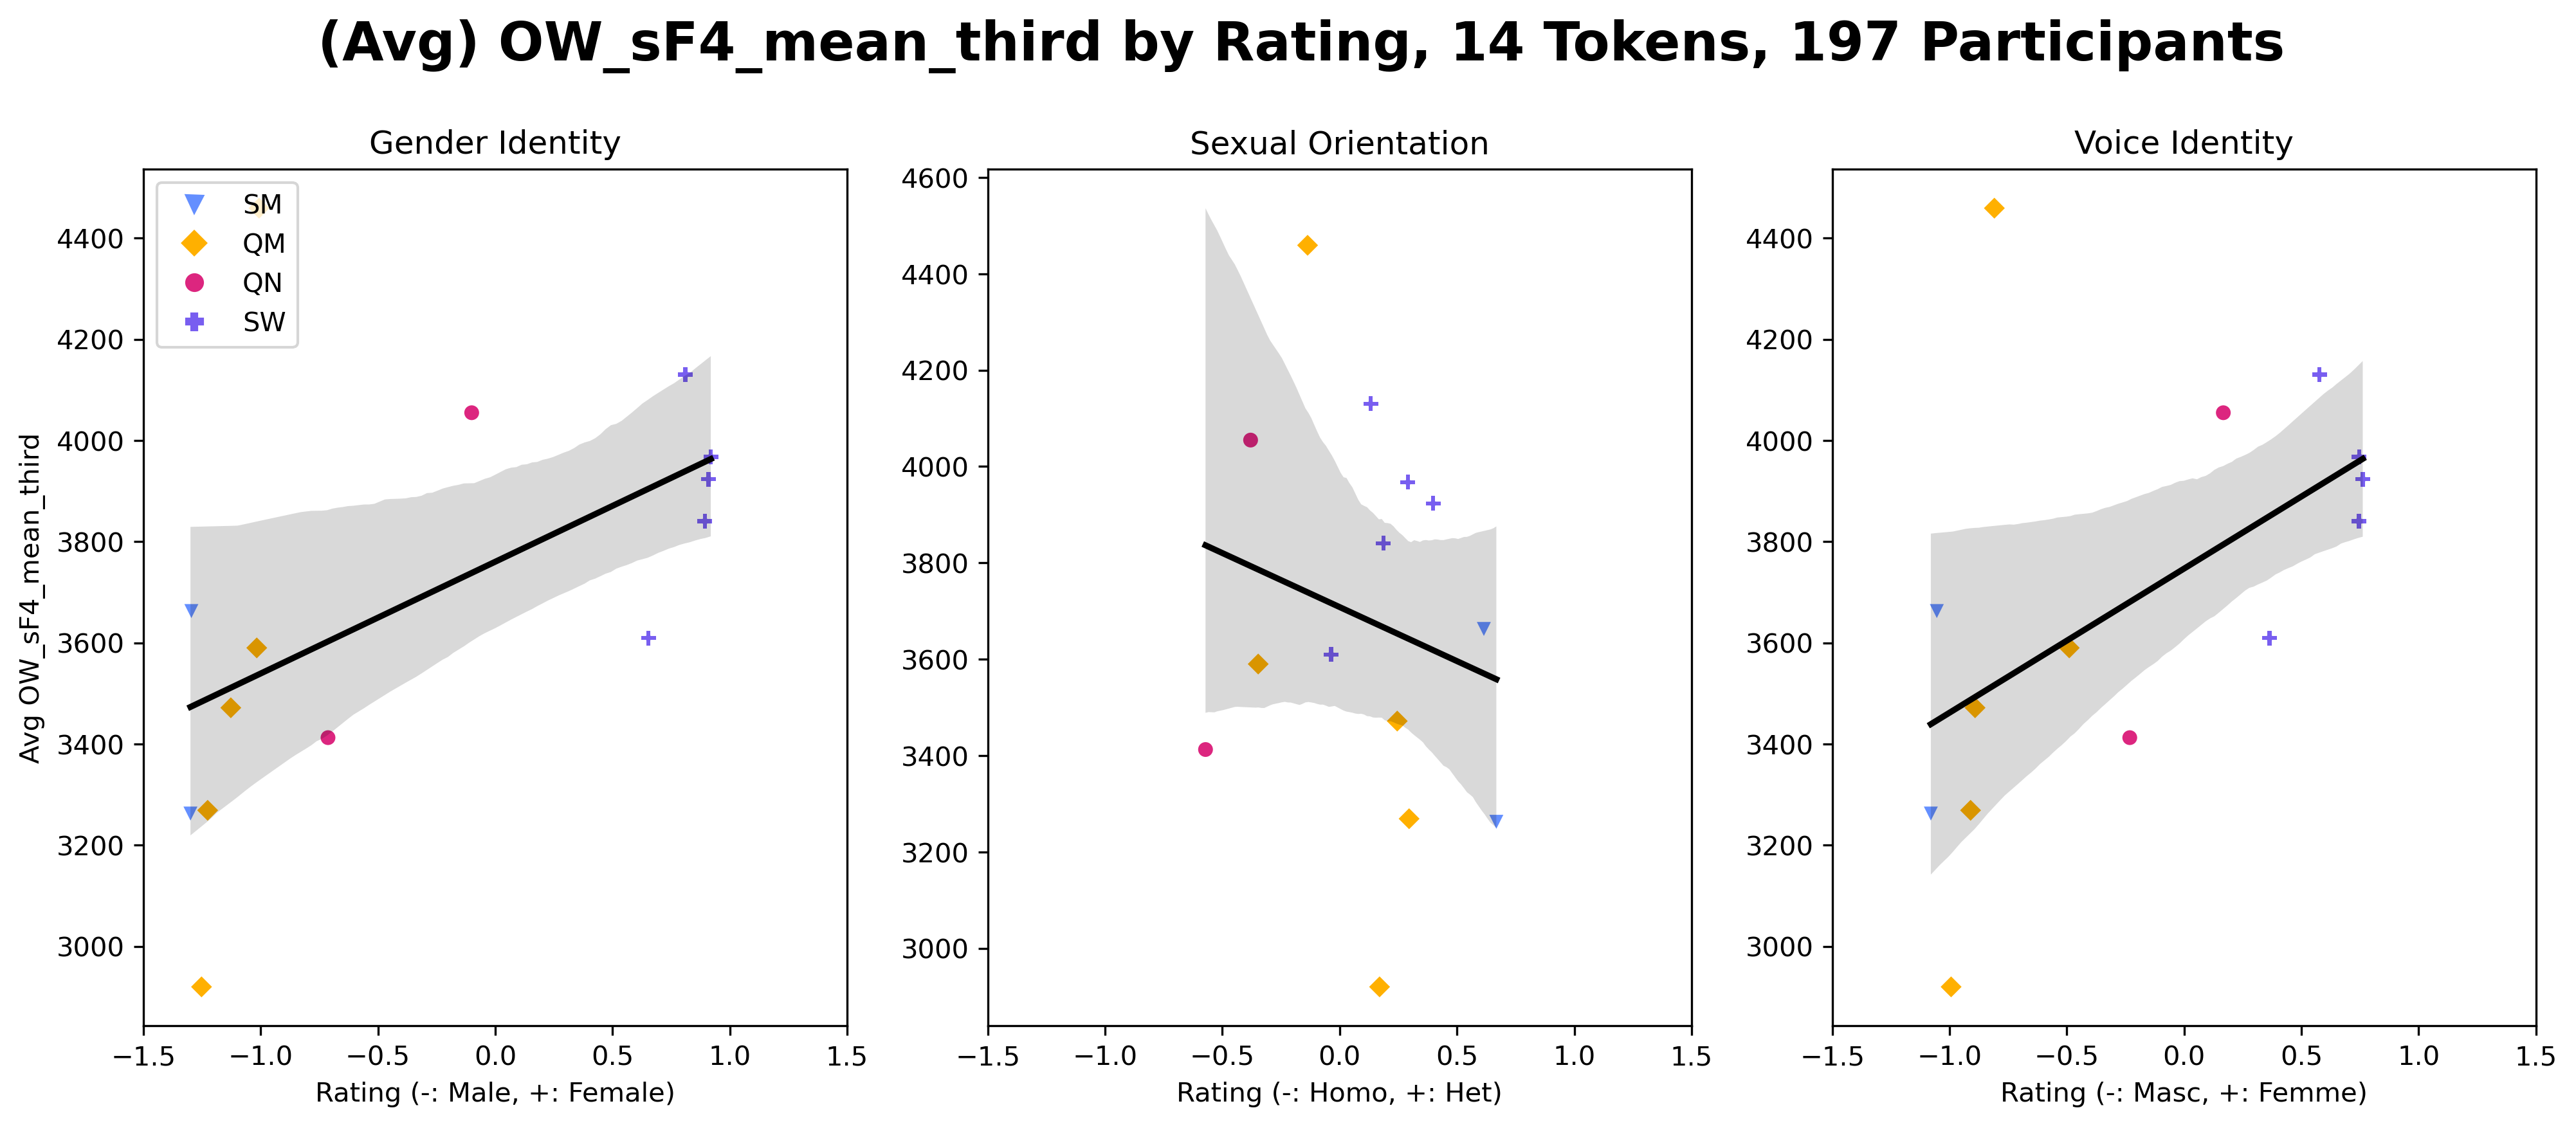 (Avg) OW_sF4_mean_third by Rating, 14 Tokens, 197 Participants
Gender Identity
Sexual Orientation
Voice Identity
SM
QM
QN
SW
Avg OW_sF4_mean_third
4400
4200
4000
3800
3600
3400
3200
3000
−1.5 −1.0 −0.5 0.0 0.5 1.0 1.5
Rating (-: Male, +: Female)
4600
4400
4200
4000
3800
3600
3400
3200
3000
−1.5 −1.0 −0.5 0.0 0.5 1.0 1.5
Rating (-: Homo, +: Het)
4400
4200
4000
3800
3600
3400
3200
3000
−1.5 −1.0 −0.5 0.0 0.5 1.0 1.5
Rating (-: Masc, +: Femme)